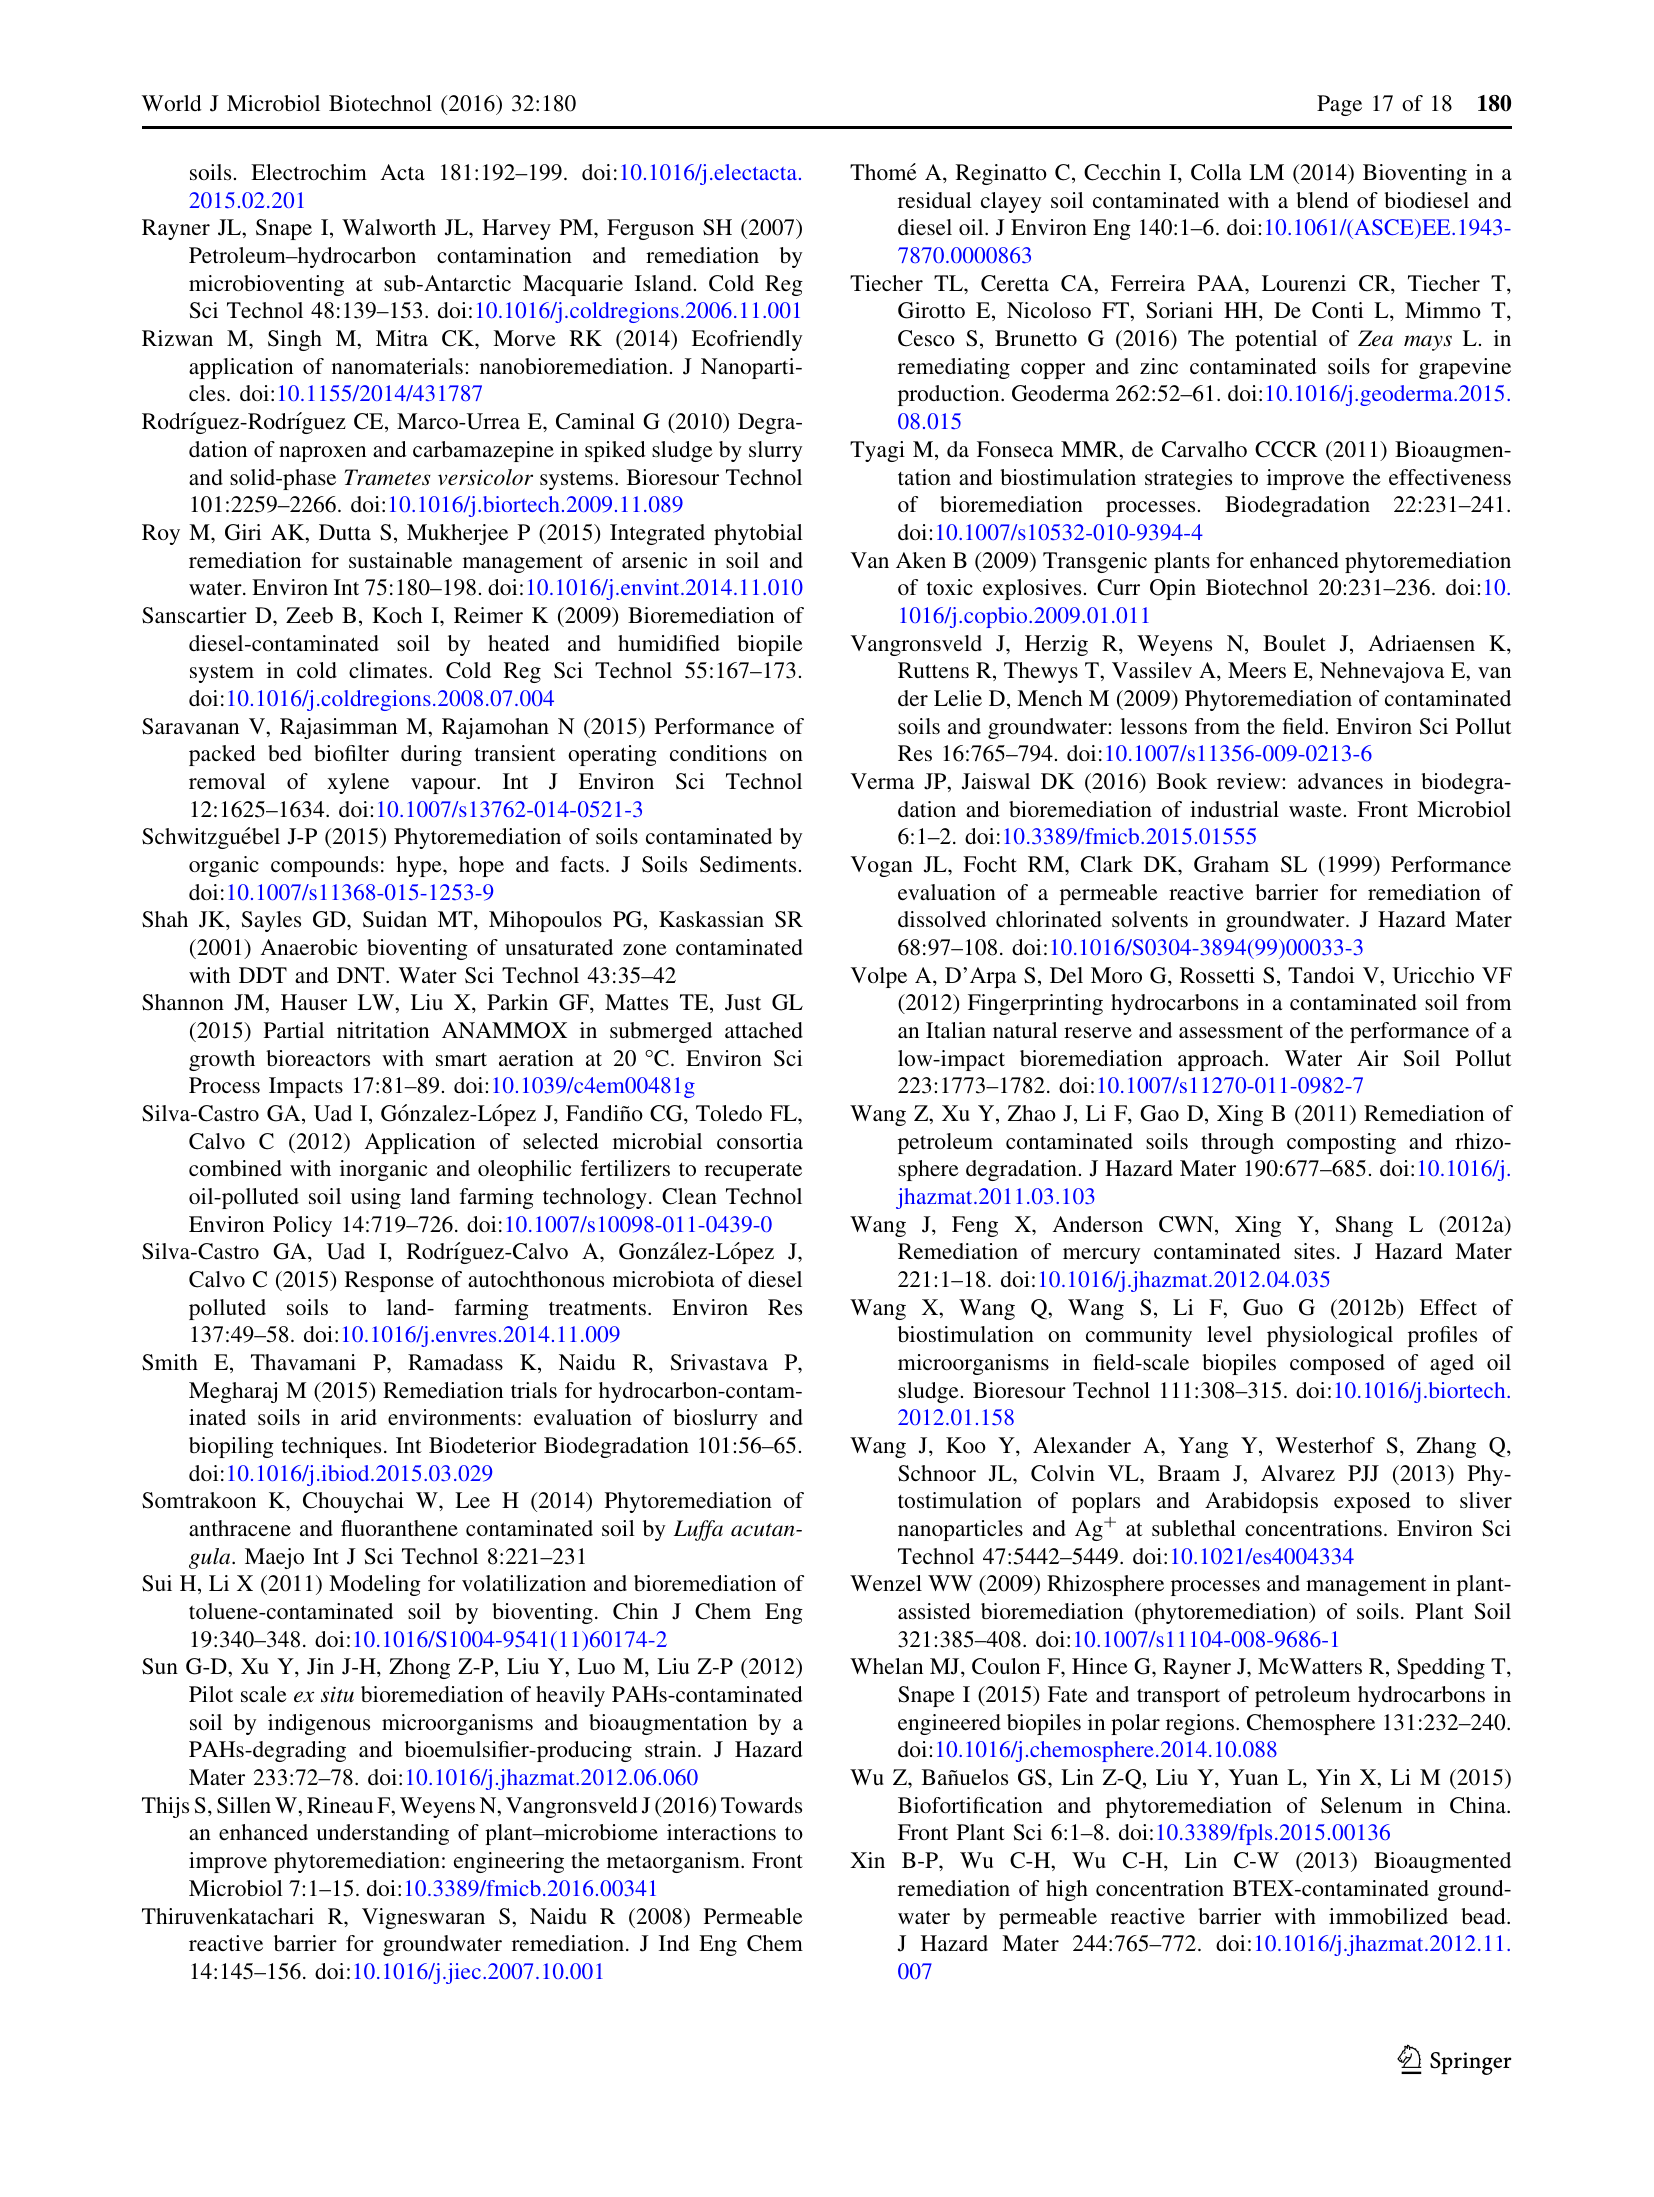 World J Microbiol Biotechnol (2016) 32:180
Page 17 of 18 180
soils. Electrochim Acta 181:192–199. doi:10.1016/j.electacta.
2015.02.201
Rayner JL, Snape I, Walworth JL, Harvey PM, Ferguson SH (2007)
Petroleum–hydrocarbon contamination and remediation by
microbioventing at sub-Antarctic Macquarie Island. Cold Reg
Sci Technol 48:139–153. doi:10.1016/j.coldregions.2006.11.001
Rizwan M, Singh M, Mitra CK, Morve RK (2014) Ecofriendly
application of nanomaterials: nanobioremediation. J Nanoparti-
cles. doi:10.1155/2014/431787
Rodríguez-Rodríguez CE, Marco-Urrea E, Caminal G (2010) Degra-
dation of naproxen and carbamazepine in spiked sludge by slurry
and solid-phase Trametes versicolor systems. Bioresour Technol
101:2259–2266. doi:10.1016/j.biortech.2009.11.089
Roy M, Giri AK, Dutta S, Mukherjee P (2015) Integrated phytobial
remediation for sustainable management of arsenic in soil and
water. Environ Int 75:180–198. doi:10.1016/j.envint.2014.11.010
Sanscartier D, Zeeb B, Koch I, Reimer K (2009) Bioremediation of
diesel-contaminated soil by heated and humidified biopile
system in cold climates. Cold Reg Sci Technol 55:167–173.
doi:10.1016/j.coldregions.2008.07.004
Saravanan V, Rajasimman M, Rajamohan N (2015) Performance of
packed bed biofilter during transient operating conditions on
removal of xylene vapour. Int J Environ Sci Technol
12:1625–1634. doi:10.1007/s13762-014-0521-3
Schwitzguébel J-P (2015) Phytoremediation of soils contaminated by
organic compounds: hype, hope and facts. J Soils Sediments.
doi:10.1007/s11368-015-1253-9
Shah JK, Sayles GD, Suidan MT, Mihopoulos PG, Kaskassian SR
(2001) Anaerobic bioventing of unsaturated zone contaminated
with DDT and DNT. Water Sci Technol 43:35–42
Shannon JM, Hauser LW, Liu X, Parkin GF, Mattes TE, Just GL
(2015) Partial nitritation ANAMMOX in submerged attached
growth bioreactors with smart aeration at 20 °C. Environ Sci
Process Impacts 17:81–89. doi:10.1039/c4em00481g
Silva-Castro GA, Uad I, Gónzalez-López J, Fandiño CG, Toledo FL,
Calvo C (2012) Application of selected microbial consortia
combined with inorganic and oleophilic fertilizers to recuperate
oil-polluted soil using land farming technology. Clean Technol
Environ Policy 14:719–726. doi:10.1007/s10098-011-0439-0
Silva-Castro GA, Uad I, Rodríguez-Calvo A, González-López J,
Calvo C (2015) Response of autochthonous microbiota of diesel
polluted soils to land- farming treatments. Environ Res
137:49–58. doi:10.1016/j.envres.2014.11.009
Smith E, Thavamani P, Ramadass K, Naidu R, Srivastava P,
Megharaj M (2015) Remediation trials for hydrocarbon-contam-
inated soils in arid environments: evaluation of bioslurry and
biopiling techniques. Int Biodeterior Biodegradation 101:56–65.
doi:10.1016/j.ibiod.2015.03.029
Somtrakoon K, Chouychai W, Lee H (2014) Phytoremediation of
anthracene and fluoranthene contaminated soil by Luffa acutan-
gula. Maejo Int J Sci Technol 8:221–231
Sui H, Li X (2011) Modeling for volatilization and bioremediation of
toluene-contaminated soil by bioventing. Chin J Chem Eng
19:340–348. doi:10.1016/S1004-9541(11)60174-2
Sun G-D, Xu Y, Jin J-H, Zhong Z-P, Liu Y, Luo M, Liu Z-P (2012)
Pilot scale ex situ bioremediation of heavily PAHs-contaminated
soil by indigenous microorganisms and bioaugmentation by a
PAHs-degrading and bioemulsifier-producing strain. J Hazard
Mater 233:72–78. doi:10.1016/j.jhazmat.2012.06.060
Thijs S, Sillen W, Rineau F, Weyens N, Vangronsveld J (2016) Towards
an enhanced understanding of plant–microbiome interactions to
improve phytoremediation: engineering the metaorganism. Front
Microbiol 7:1–15. doi:10.3389/fmicb.2016.00341
Thiruvenkatachari R, Vigneswaran S, Naidu R (2008) Permeable
reactive barrier for groundwater remediation. J Ind Eng Chem
14:145–156. doi:10.1016/j.jiec.2007.10.001
Thomé A, Reginatto C, Cecchin I, Colla LM (2014) Bioventing in a
residual clayey soil contaminated with a blend of biodiesel and
diesel oil. J Environ Eng 140:1–6. doi:10.1061/(ASCE)EE.1943-
7870.0000863
Tiecher TL, Ceretta CA, Ferreira PAA, Lourenzi CR, Tiecher T,
Girotto E, Nicoloso FT, Soriani HH, De Conti L, Mimmo T,
Cesco S, Brunetto G (2016) The potential of Zea mays L. in
remediating copper and zinc contaminated soils for grapevine
production. Geoderma 262:52–61. doi:10.1016/j.geoderma.2015.
08.015
Tyagi M, da Fonseca MMR, de Carvalho CCCR (2011) Bioaugmen-
tation and biostimulation strategies to improve the effectiveness
of bioremediation processes. Biodegradation 22:231–241.
doi:10.1007/s10532-010-9394-4
Van Aken B (2009) Transgenic plants for enhanced phytoremediation
of toxic explosives. Curr Opin Biotechnol 20:231–236. doi:10.
1016/j.copbio.2009.01.011
Vangronsveld J, Herzig R, Weyens N, Boulet J, Adriaensen K,
Ruttens R, Thewys T, Vassilev A, Meers E, Nehnevajova E, van
der Lelie D, Mench M (2009) Phytoremediation of contaminated
soils and groundwater: lessons from the field. Environ Sci Pollut
Res 16:765–794. doi:10.1007/s11356-009-0213-6
Verma JP, Jaiswal DK (2016) Book review: advances in biodegra-
dation and bioremediation of industrial waste. Front Microbiol
6:1–2. doi:10.3389/fmicb.2015.01555
Vogan JL, Focht RM, Clark DK, Graham SL (1999) Performance
evaluation of a permeable reactive barrier for remediation of
dissolved chlorinated solvents in groundwater. J Hazard Mater
68:97–108. doi:10.1016/S0304-3894(99)00033-3
Volpe A, D’Arpa S, Del Moro G, Rossetti S, Tandoi V, Uricchio VF
(2012) Fingerprinting hydrocarbons in a contaminated soil from
an Italian natural reserve and assessment of the performance of a
low-impact bioremediation approach. Water Air Soil Pollut
223:1773–1782. doi:10.1007/s11270-011-0982-7
Wang Z, Xu Y, Zhao J, Li F, Gao D, Xing B (2011) Remediation of
petroleum contaminated soils through composting and rhizo-
sphere degradation. J Hazard Mater 190:677–685. doi:10.1016/j.
jhazmat.2011.03.103
Wang J, Feng X, Anderson CWN, Xing Y, Shang L (2012a)
Remediation of mercury contaminated sites. J Hazard Mater
221:1–18. doi:10.1016/j.jhazmat.2012.04.035
Wang X, Wang Q, Wang S, Li F, Guo G (2012b) Effect of
biostimulation on community level physiological profiles of
microorganisms in field-scale biopiles composed of aged oil
sludge. Bioresour Technol 111:308–315. doi:10.1016/j.biortech.
2012.01.158
Wang J, Koo Y, Alexander A, Yang Y, Westerhof S, Zhang Q,
Schnoor JL, Colvin VL, Braam J, Alvarez PJJ (2013) Phy-
tostimulation of poplars and Arabidopsis exposed to sliver
nanoparticles and Ag⁺ at sublethal concentrations. Environ Sci
Technol 47:5442–5449. doi:10.1021/es4004334
Wenzel WW (2009) Rhizosphere processes and management in plant-
assisted bioremediation (phytoremediation) of soils. Plant Soil
321:385–408. doi:10.1007/s11104-008-9686-1
Whelan MJ, Coulon F, Hince G, Rayner J, McWatters R, Spedding T,
Snape I (2015) Fate and transport of petroleum hydrocarbons in
engineered biopiles in polar regions. Chemosphere 131:232–240.
doi:10.1016/j.chemosphere.2014.10.088
Wu Z, Bañuelos GS, Lin Z-Q, Liu Y, Yuan L, Yin X, Li M (2015)
Biofortification and phytoremediation of Selenum in China.
Front Plant Sci 6:1–8. doi:10.3389/fpls.2015.00136
Xin B-P, Wu C-H, Wu C-H, Lin C-W (2013) Bioaugmented
remediation of high concentration BTEX-contaminated ground-
water by permeable reactive barrier with immobilized bead.
J Hazard Mater 244:765–772. doi:10.1016/j.jhazmat.2012.11.
007
Springer